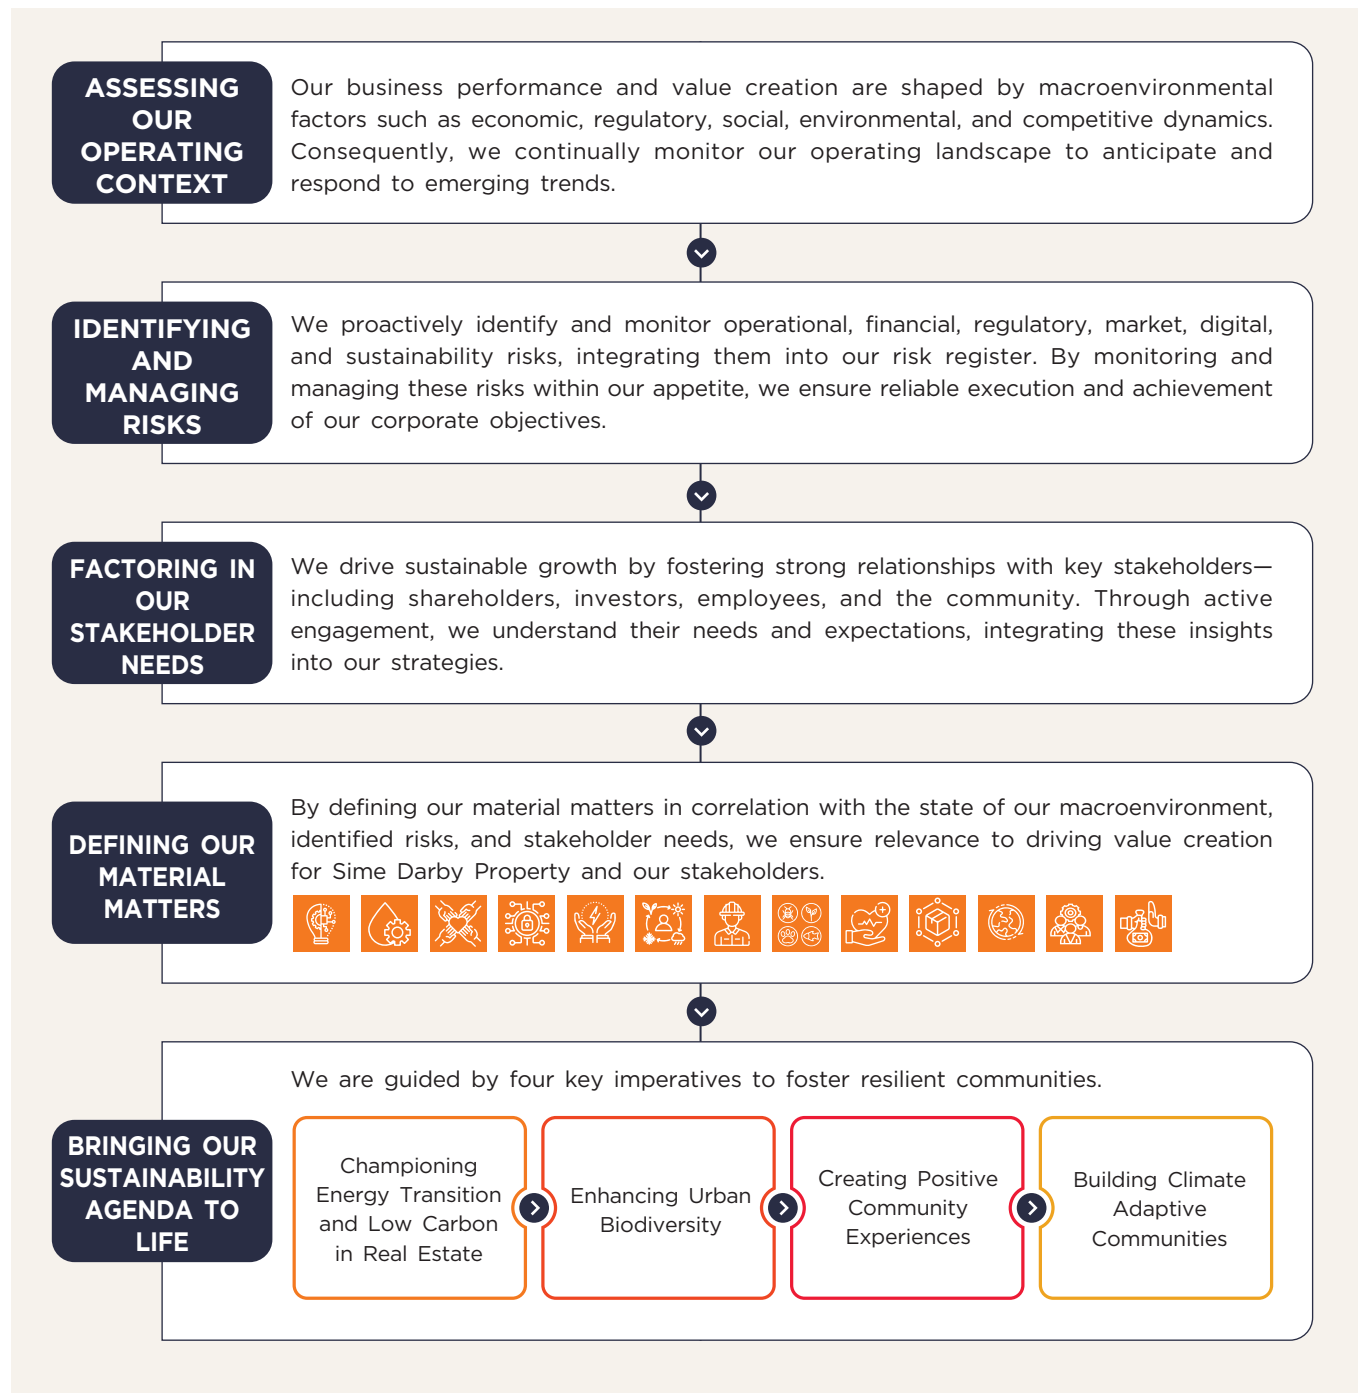 ASSESSING
OUR
OPERATING
CONTEXT
Our business performance and value creation are shaped by macroenvironmental
factors such as economic, regulatory, social, environmental, and competitive dynamics.
Consequently, we continually monitor our operating landscape to anticipate and
respond to emerging trends.
IDENTIFYING
AND
MANAGING
RISKS
We proactively identify and monitor operational, financial, regulatory, market, digital,
and sustainability risks, integrating them into our risk register. By monitoring and
managing these risks within our appetite, we ensure reliable execution and achievement
of our corporate objectives.
FACTORING IN
OUR
STAKEHOLDER
NEEDS
We drive sustainable growth by fostering strong relationships with key stakeholders—
including shareholders, investors, employees, and the community. Through active
engagement, we understand their needs and expectations, integrating these insights
into our strategies.
DEFINING OUR
MATERIAL
MATTERS
By defining our material matters in correlation with the state of our macroenvironment,
identified risks, and stakeholder needs, we ensure relevance to driving value creation
for Sime Darby Property and our stakeholders.
BRINGING OUR
SUSTAINABILITY
AGENDA TO
LIFE
We are guided by four key imperatives to foster resilient communities.
Championing
Energy Transition
and Low Carbon
in Real Estate
Enhancing Urban
Biodiversity
Creating Positive
Community
Experiences
Building Climate
Adaptive
Communities